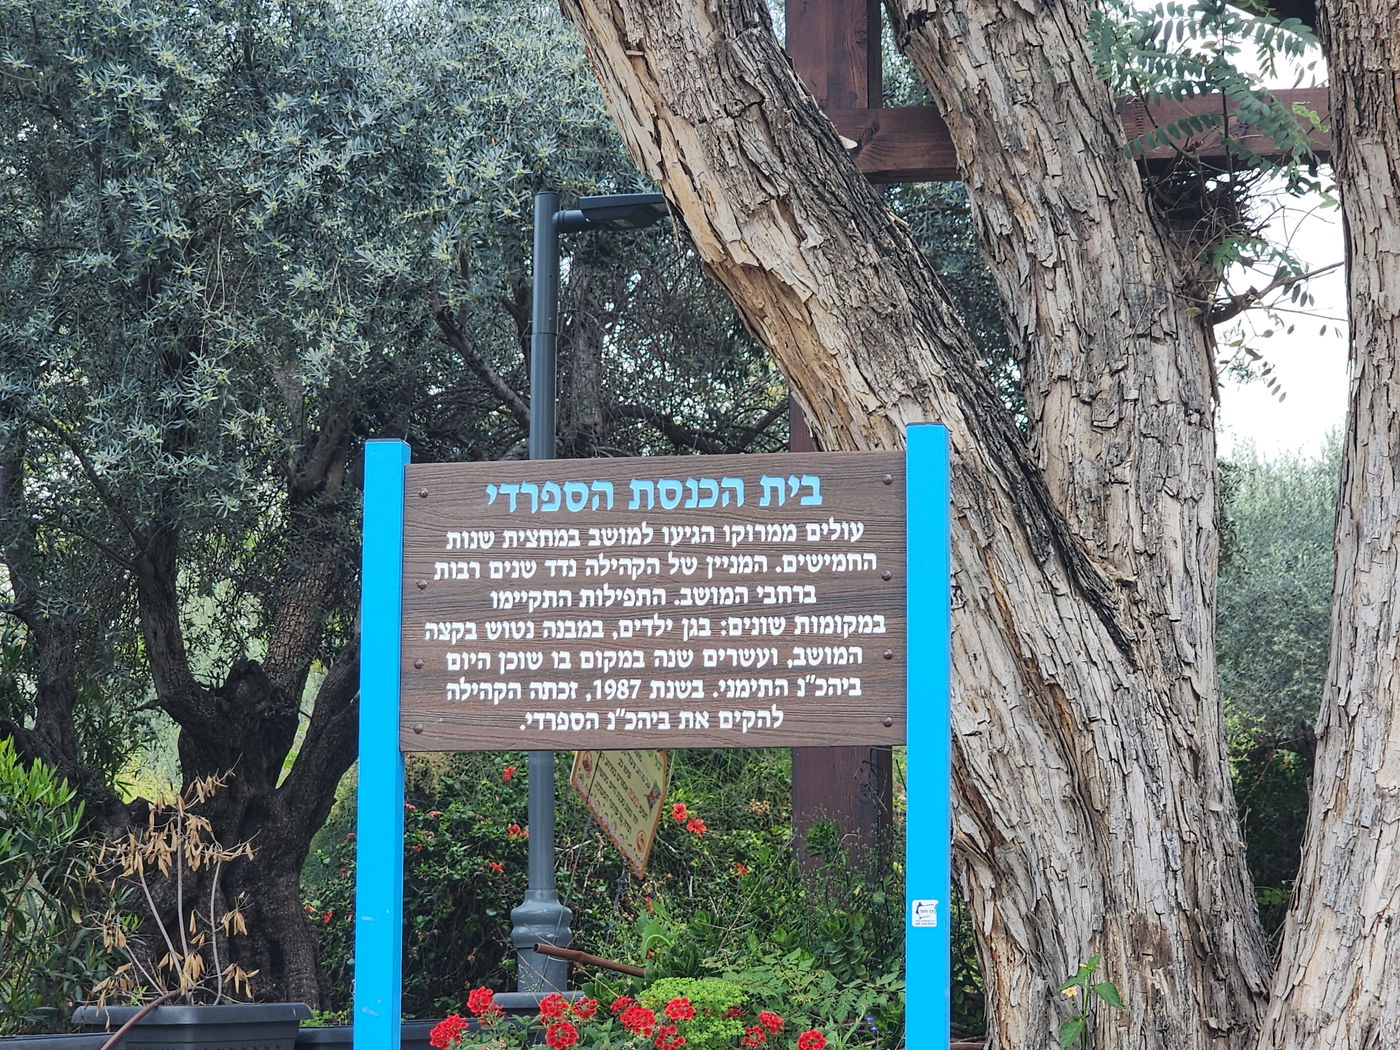 בית הכנסת הספרדי
עולים ממרוקו הגיעו למושב במחצית שנות
החמישים. המניין של הקהילה נדד שנים רבות
ברחבי המושב. התפילות התקיימו
במקומות שונים: בגן ילדים, במבנה נטוש בקצה
המושב, ועשרים שנה במקום בו שוכן היום
ביהכ"נ התימני. בשנת 1987, זכתה הקהילה
להקים את ביהכ"נ הספרדי.